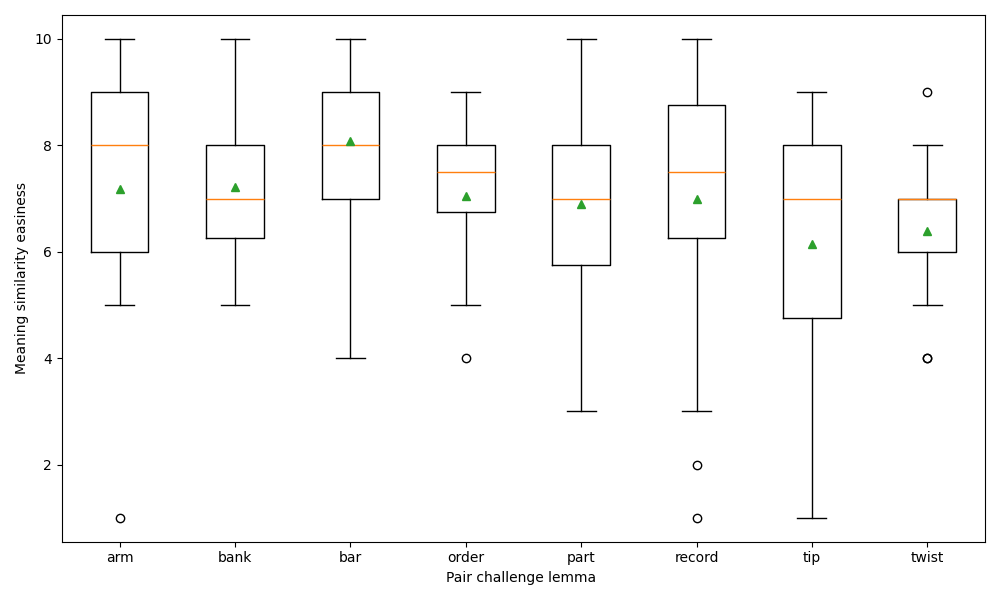 10
8
6
4
2
Meaning similarity easiness
arm bank bar order part record tip twist
Pair challenge lemma